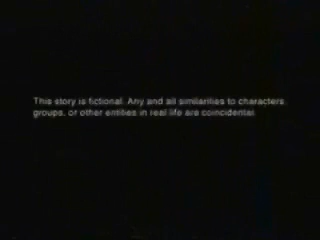 This story is fictional. Any and all similarities to characters,
groups, or other entities in real life are coincidental.